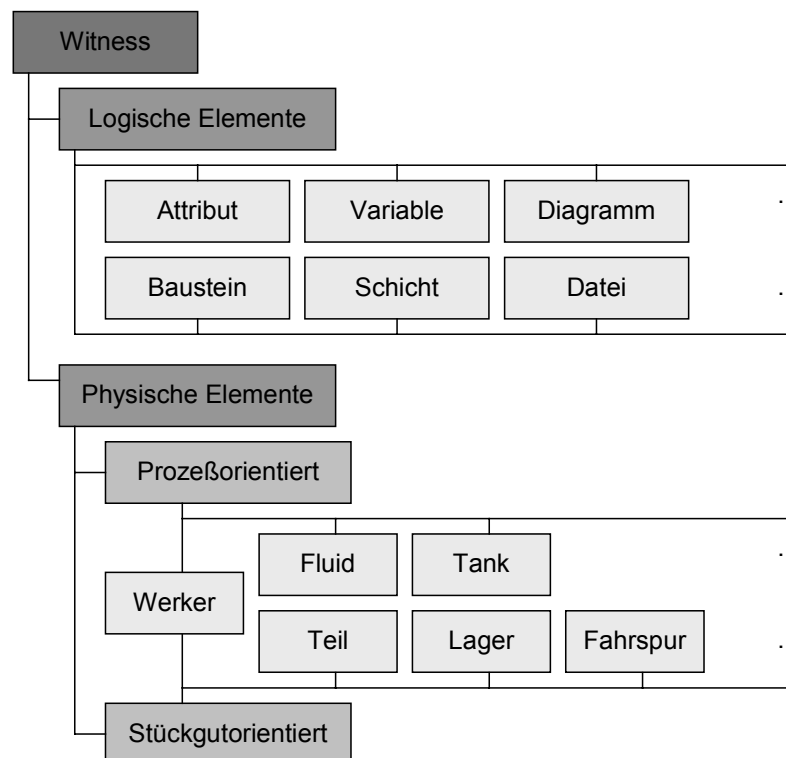 Witness
Logische Elemente
Attribut Variable Diagramm .
Baustein Schicht Datei .
Physische Elemente
Prozeßorientiert
Fluid Tank .
Werker
Teil Lager Fahrspur .
Stückgutorientiert